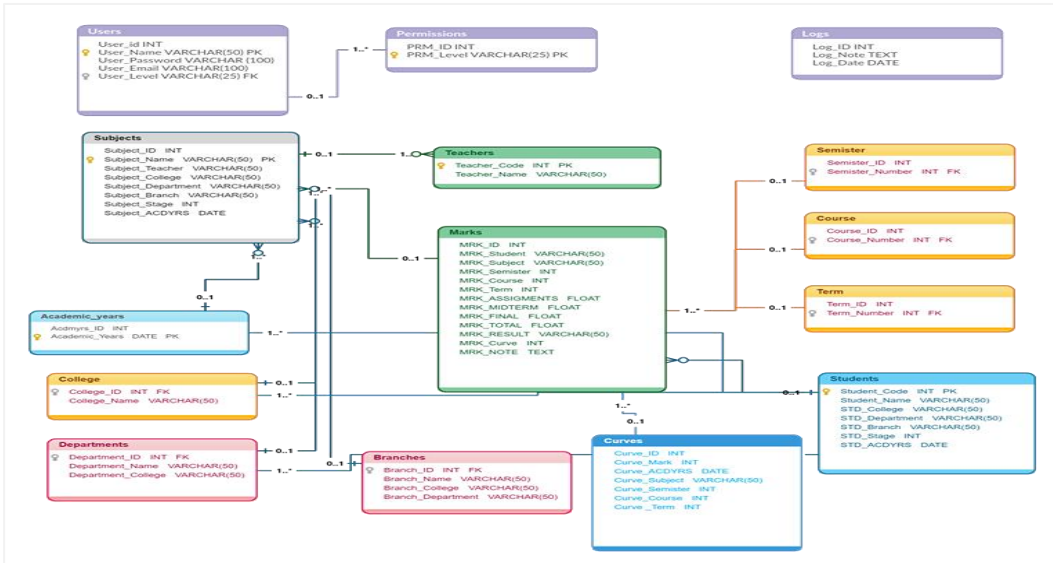 Users
User_id INT
User_Name VARCHAR(50) PK
User_Password VARCHAR (100)
User_Email VARCHAR(100)
User_Level VARCHAR(25) FK
1..*
0..1
Permissions
PRM_ID INT
PRM_Level VARCHAR(25) PK
Logs
Log_ID INT
Log_Note TEXT
Log_Date DATE
Subjects
Subject_ID INT
Subject_Name VARCHAR(50) PK
Subject_Teacher VARCHAR(50)
Subject_College VARCHAR(50)
Subject_Department VARCHAR(50)
Subject_Branch VARCHAR(50)
Subject_Stage INT
Subject_ACDYRS DATE
0..1
Teachers
Teacher_Code INT PK
Teacher_Name VARCHAR(50)
Semister
Semister_ID INT
Semister_Number INT FK
0..1
Course
Course_ID INT
Course_Number INT FK
0..1
Term
Term_ID INT
Term_Number INT FK
0..1
1..*
Marks
MRK_ID INT
MRK_Student VARCHAR(50)
MRK_Subject VARCHAR(50)
MRK_Semister INT
MRK_Course INT
MRK_Term INT
MRK_ASSIGMENTS FLOAT
MRK_MIDTERM FLOAT
MRK_FINAL FLOAT
MRK_TOTAL FLOAT
MRK_RESULT VARCHAR(50)
MRK_Curve INT
MRK_NOTE TEXT
0..1
0..1
Academic_years
Acdmyrs_ID INT
Academic_Years DATE PK
1..*
College
College_ID INT FK
College_Name VARCHAR(50)
0..1
1..*
Students
Student_Code INT PK
Student_Name VARCHAR(50)
STD_College VARCHAR(50)
STD_Department VARCHAR(50)
STD_Branch VARCHAR(50)
STD_Stage INT
STD_ACDYRS DATE
0..1
1..*
0..1
Departments
Department_ID INT FK
Department_Name VARCHAR(50)
Department_College VARCHAR(50)
0..1
1..*
0..1
Branches
Branch_ID INT FK
Branch_Name VARCHAR(50)
Branch_College VARCHAR(50)
Branch_Department VARCHAR(50)
Curves
Curve_ID INT
Curve_Mark INT
Curve_ACDYRS DATE
Curve_Subject VARCHAR(50)
Curve_Semister INT
Curve_Course INT
Curve _Term INT